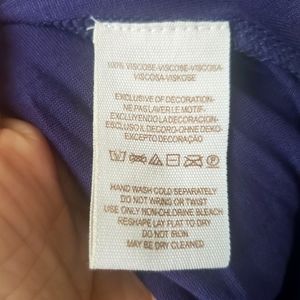 100% VISCOSE-VISCOSE-VISCOSA
VISCOSA-VISKOSE
EXCLUSIVE OF DECORATION-
NE PAS LAVER LE MOTIF-
EXCLUYENDO LA DECORACION-
ESCLUSO IL DECORO-OHNE DEKO-
EXCEPTO DECORAÇÃO
HAND WASH COLD SEPARATELY
DO NOT WRING OR TWIST
USE ONLY NON-CHLORINE BLEACH
RESHAPE LAY FLAT TO DRY
DO NOT IRON
MAY BE DRY CLEANED